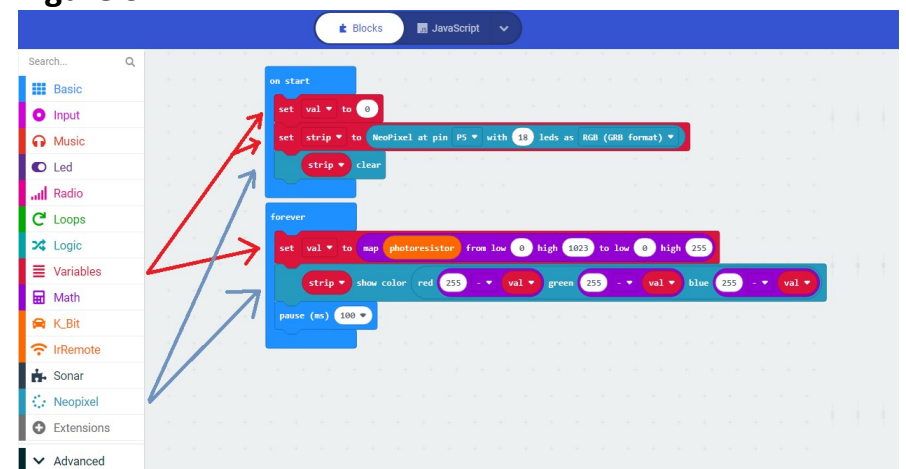 Blocks JavaScript
Search...
Basic
Input
Music
Led
Radio
Loops
Logic
Variables
Math
K_Bit
IrRemote
Sonar
Neopixel
Extensions
Advanced
on start
set val to 0
set strip to NeoPixel at pin P5 with 18 leds as RGB (GRB format)
strip clear
forever
set val to map photoresistor from low 0 high 1023 to low 0 high 255
strip show color red 255 - val green 255 - val blue 255 - val
pause (ms) 100